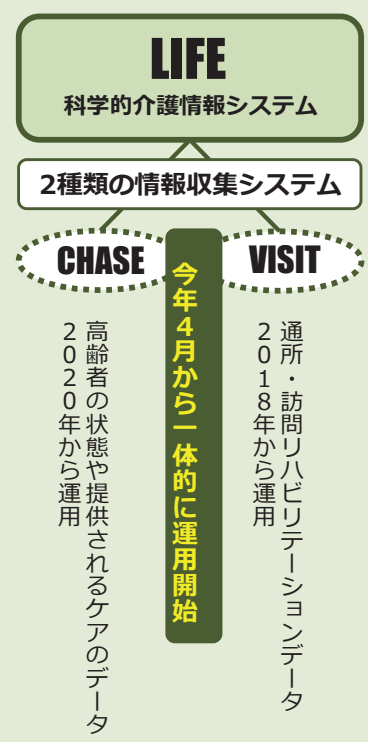 LIFE
科学的介護情報システム
2種類の情報収集システム
CHASE
VISIT
今年4月から一体的に運用開始
高齢者の状態や提供されるケアのデータ
2020年から運用
通所・訪問リハビリテーションデータ
2018年から運用